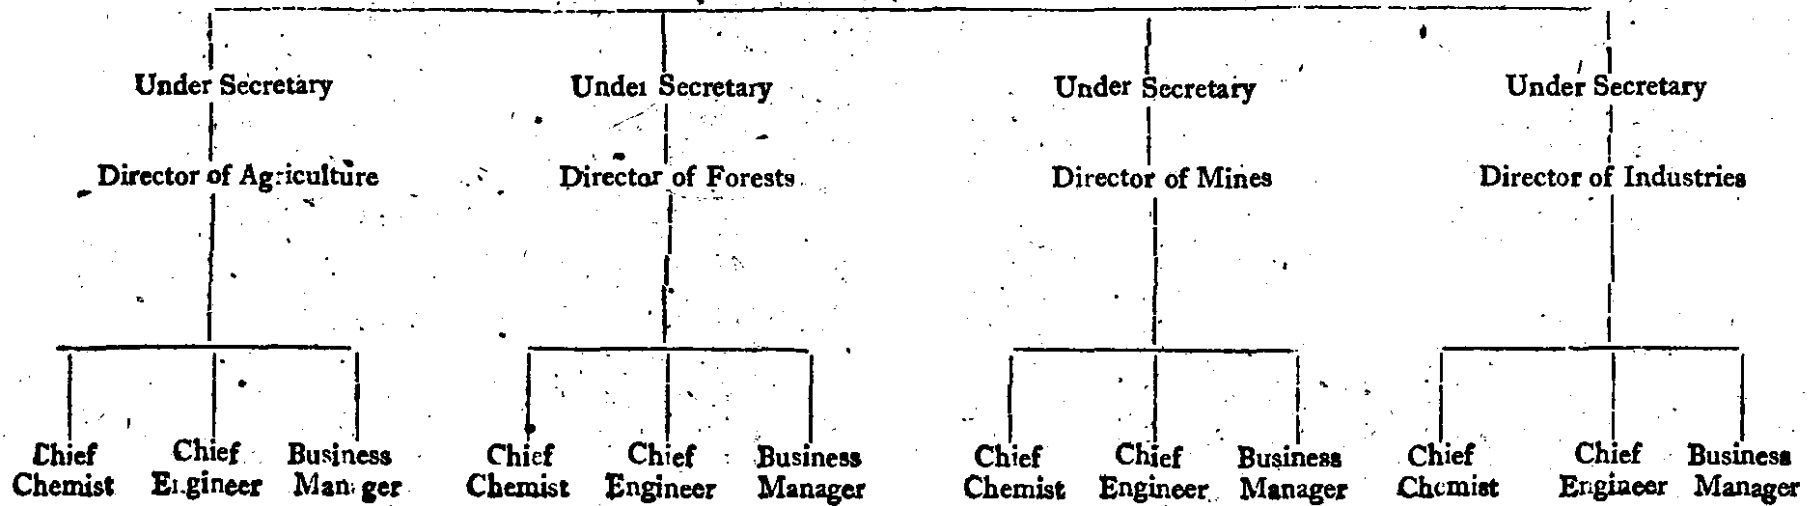 Under Secretary Under Secretary Under Secretary Under Secretary
Director of Agriculture Director of Forests Director of Mines Director of Industries
Chief Chief Business Chief Chief Business Chief Chief Business Chief Chief Business
Chemist Engineer Manager Chemist Engineer Manager Chemist Engineer Manager Chemist Engineer Manager